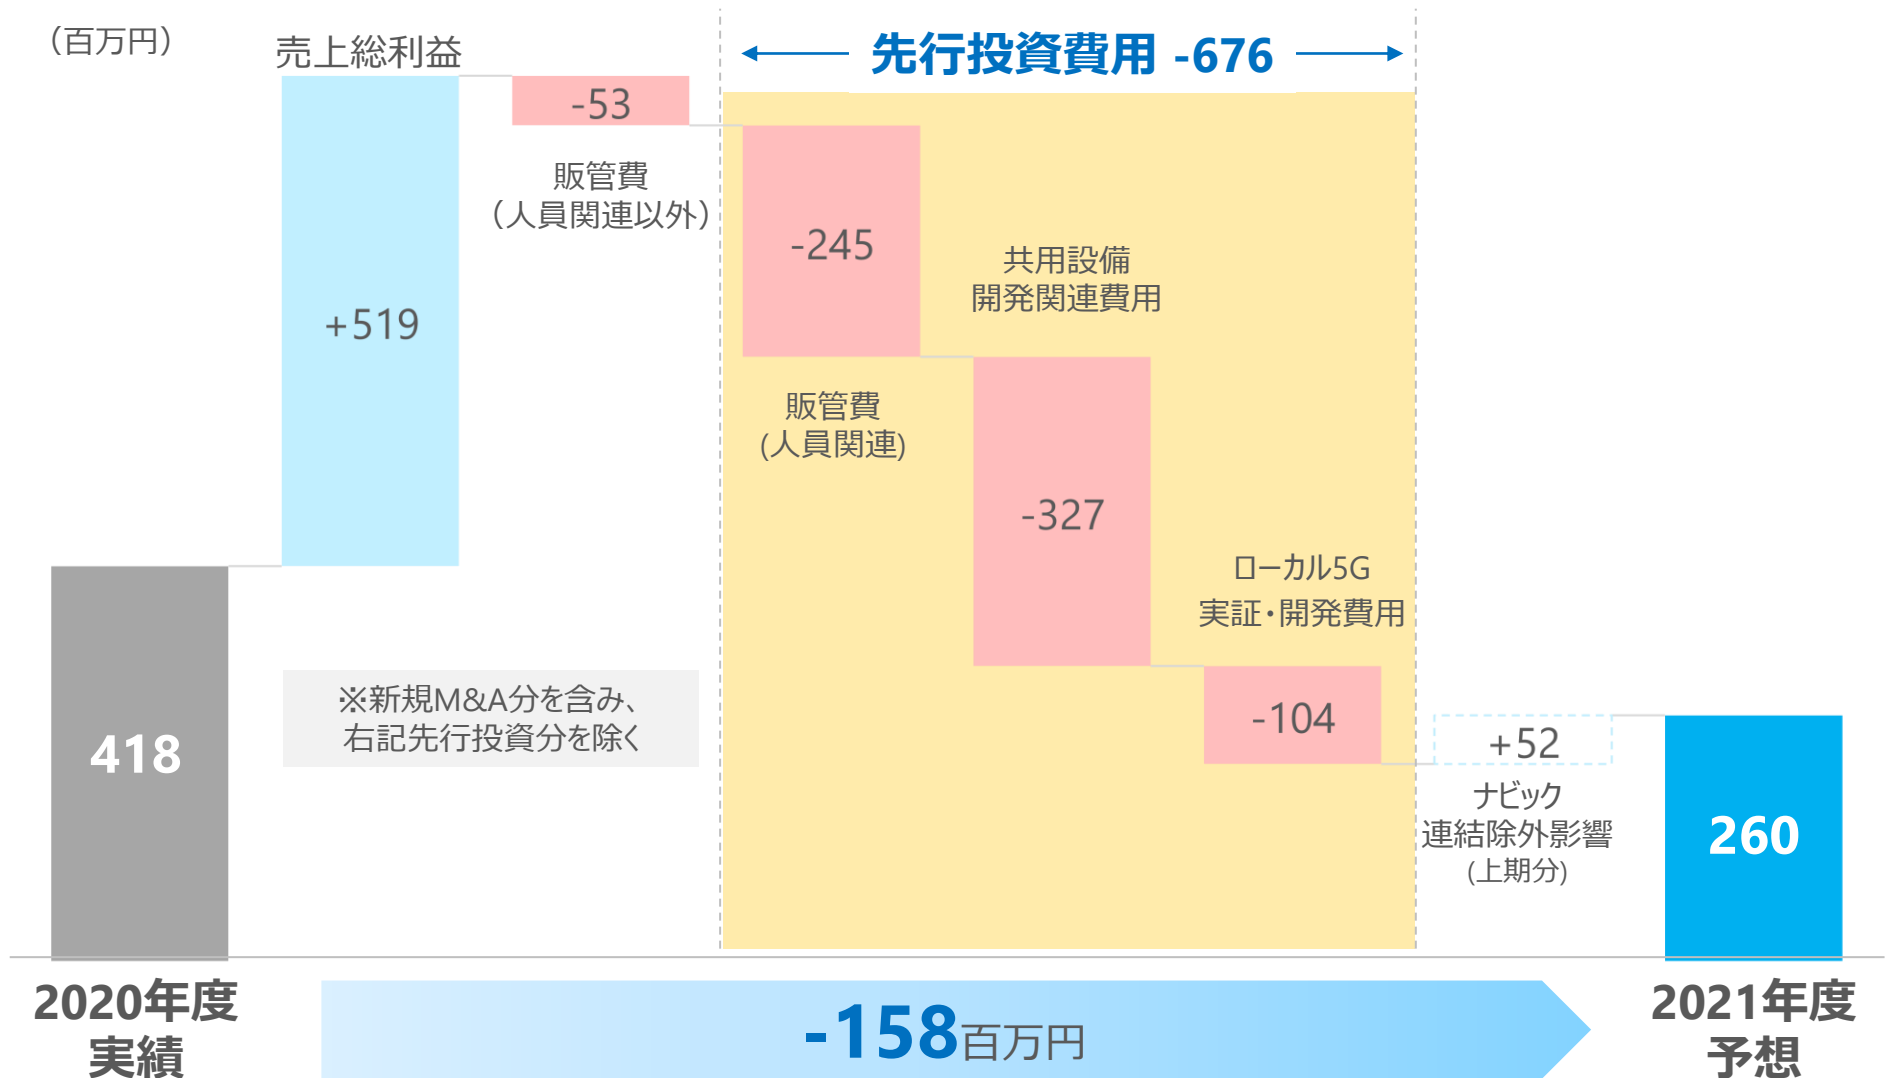 （百万円）
売上総利益
+519
-53
販管費
（人員関連以外）
先行投資費用 -676
-245
販管費
(人員関連)
共用設備
開発関連費用
-327
ローカル5G
実証・開発費用
-104
+52
ナビック
連結除外影響
(上期分)
※新規M&A分を含み、
右記先行投資分を除く
418
260
2020年度
実績
-158百万円
2021年度
予想